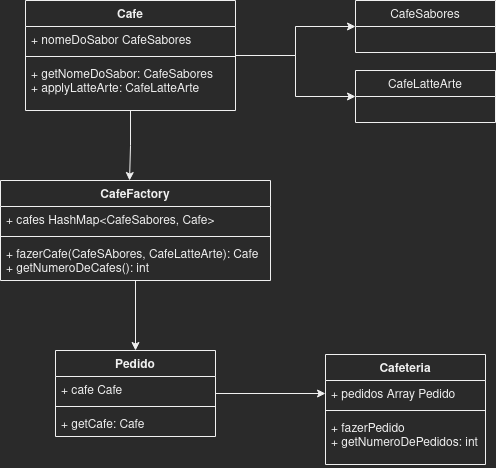 Cafe
+ nomeDoSabor CafeSabores
+ getNomeDoSabor: CafeSabores
+ applyLatteArte: CafeLatteArte
CafeSabores
CafeLatteArte
CafeFactory
+ cafes HashMap<CafeSabores, Cafe>
+ fazerCafe(CafeSAbores, CafeLatteArte): Cafe
+ getNumeroDeCafes(): int
Pedido
+ cafe Cafe
+ getCafe: Cafe
Cafeteria
+ pedidos Array Pedido
+ fazerPedido
+ getNumeroDePedidos: int